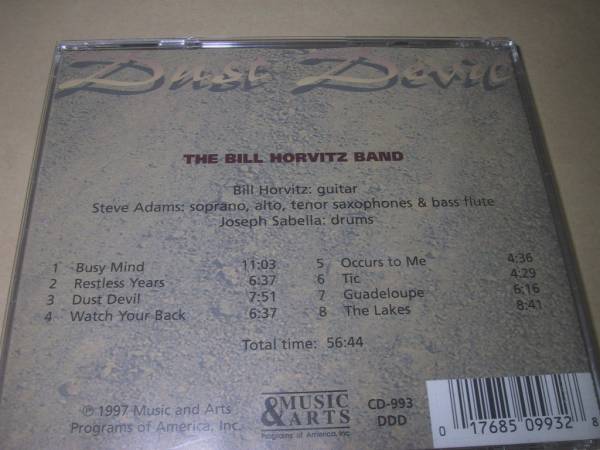 Dust Devil
THE BILL HORVITZ BAND
Bill Horvitz: guitar
Steve Adams: soprano, alto, tenor saxophones & bass flute
Joseph Sabella: drums
1 Busy Mind 11:03
2 Restless Years 6:37
3 Dust Devil 7:51
4 Watch Your Back 6:37
5 Occurs to Me 4:36
6 Tic 4:29
7 Guadeloupe 6:16
8 The Lakes 8:41
Total time: 56:44
℗ 1997 Music and Arts
Programs of America, Inc.
MUSIC
& ARTS
Programs of America, Inc.
CD-993
DDD
0 17685 09932 8